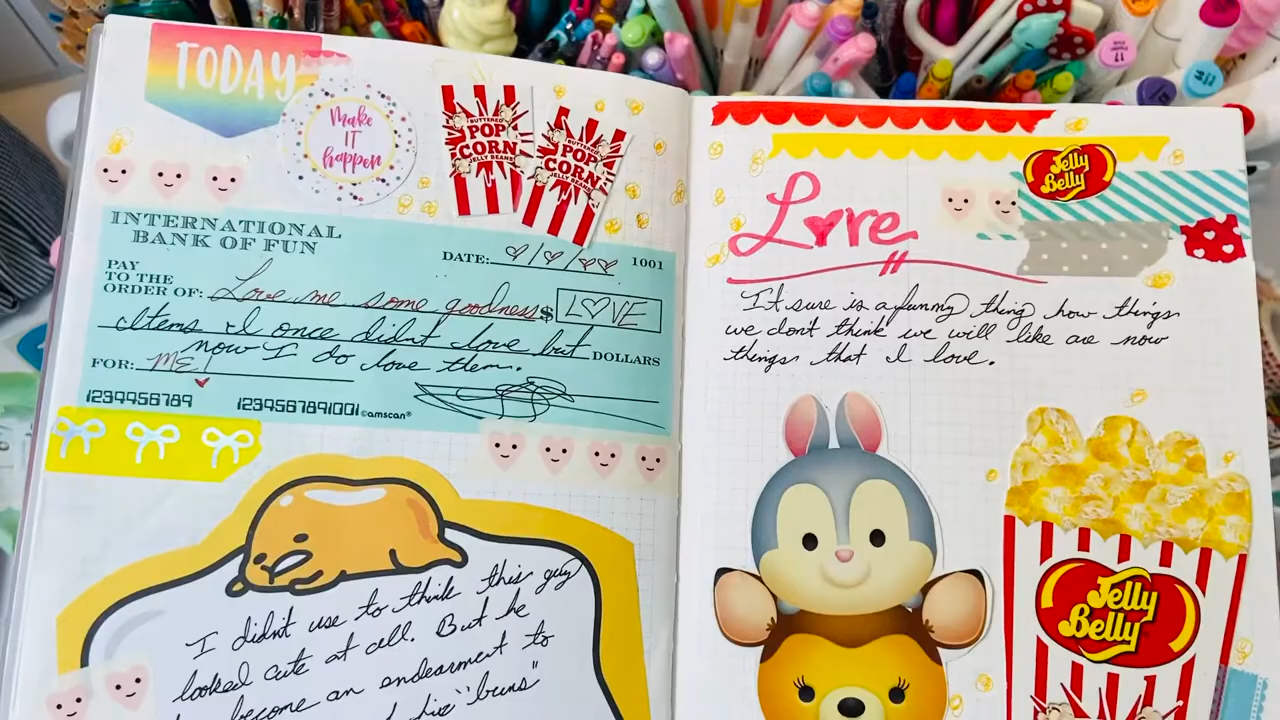 TODAY
Make
IT
happen
BUTTERED
POP
CORN
JELLY BEANS
BUTTERED
POP
CORN
JELLY BEANS
INTERNATIONAL
BANK OF FUN
DATE:
1001
PAY
TO THE
ORDER OF: Love me some goodness $ LOVE
Items I once didnt love but DOLLARS
now I do love them.
FOR: ME!
1234456789 1234567891001 ©amscan®
I didnt use to think this guy
looked cute at all. But he
become an endearment to
"buns"
Jelly
Belly
Love
It sure is a funny thing how things
we dont think we will like are now
things that I love.
Jelly
Belly